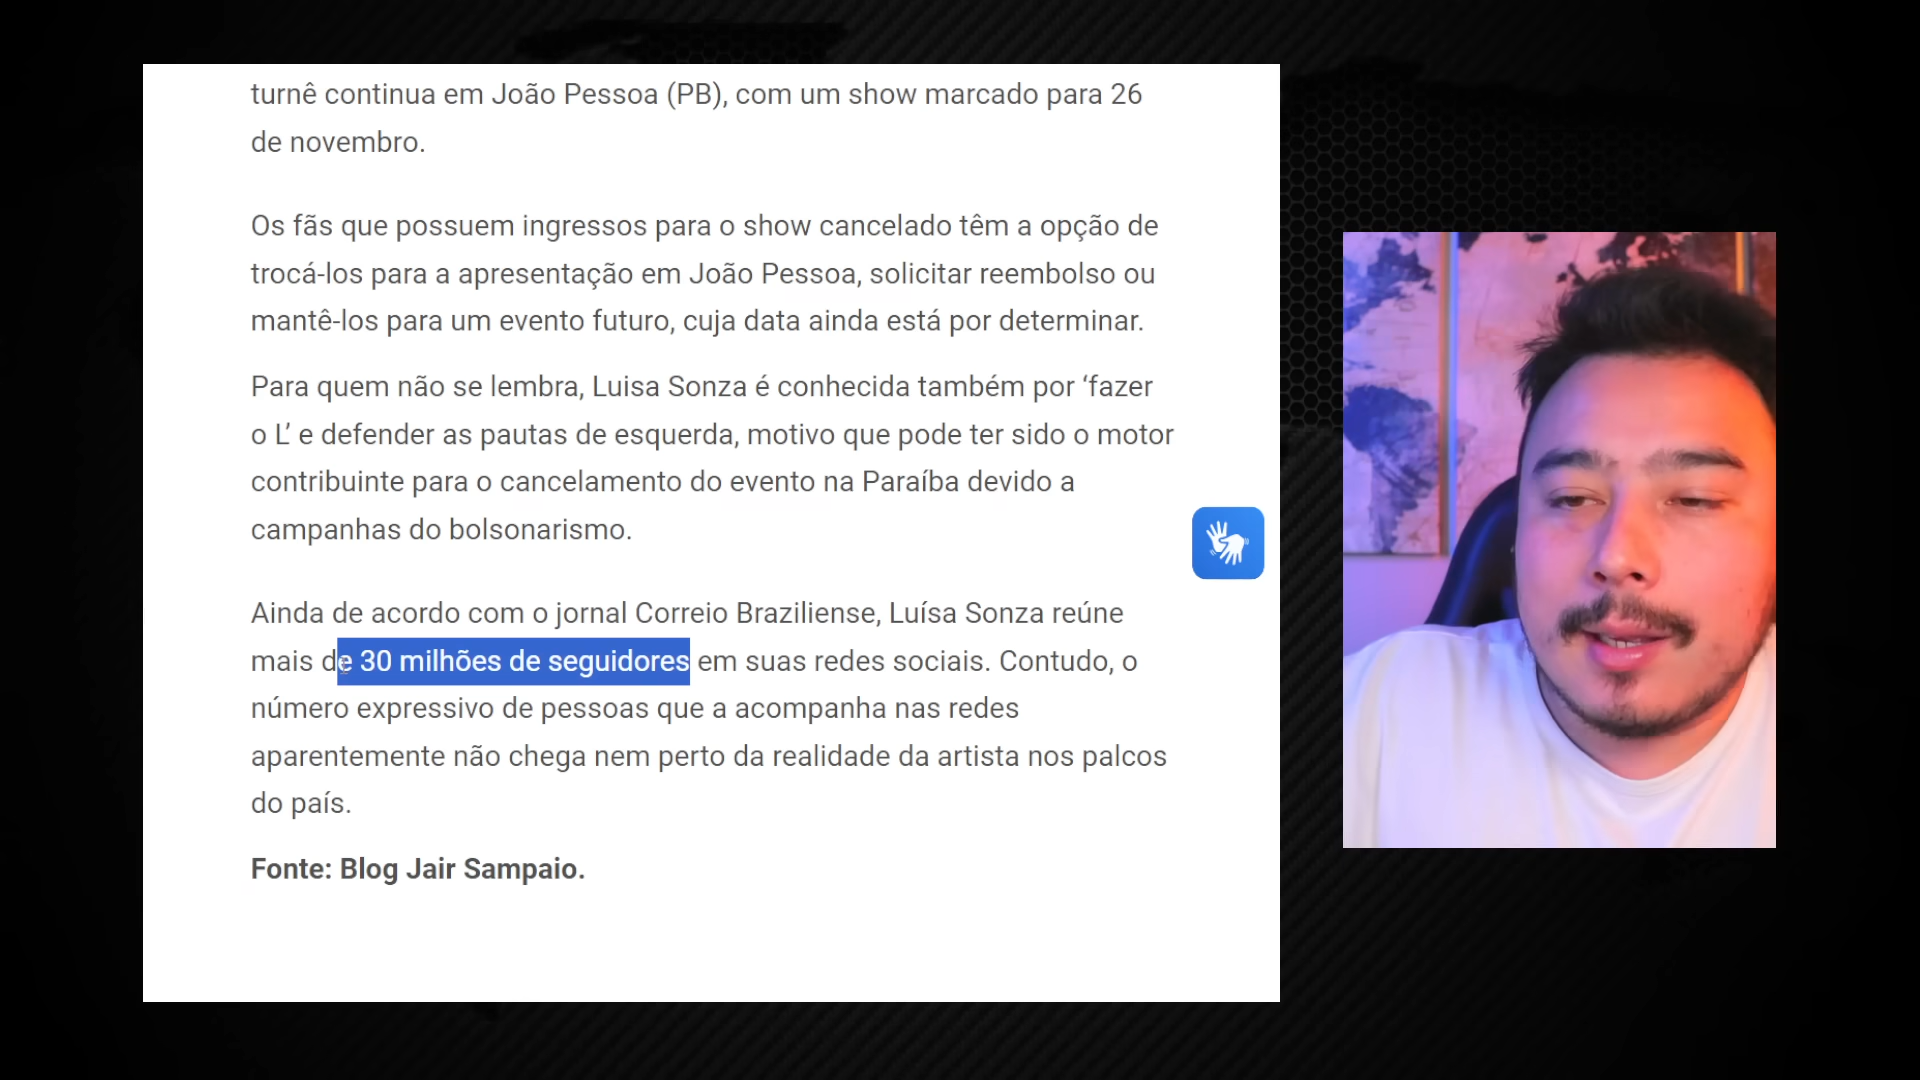 turnê continua em João Pessoa (PB), com um show marcado para 26
de novembro.
Os fãs que possuem ingressos para o show cancelado têm a opção de
trocá-los para a apresentação em João Pessoa, solicitar reembolso ou
mantê-los para um evento futuro, cuja data ainda está por determinar.
Para quem não se lembra, Luisa Sonza é conhecida também por ‘fazer
o L’ e defender as pautas de esquerda, motivo que pode ter sido o motor
contribuinte para o cancelamento do evento na Paraíba devido a
campanhas do bolsonarismo.
Ainda de acordo com o jornal Correio Braziliense, Luísa Sonza reúne
mais de 30 milhões de seguidores em suas redes sociais. Contudo, o
número expressivo de pessoas que a acompanha nas redes
aparentemente não chega nem perto da realidade da artista nos palcos
do país.
Fonte: Blog Jair Sampaio.